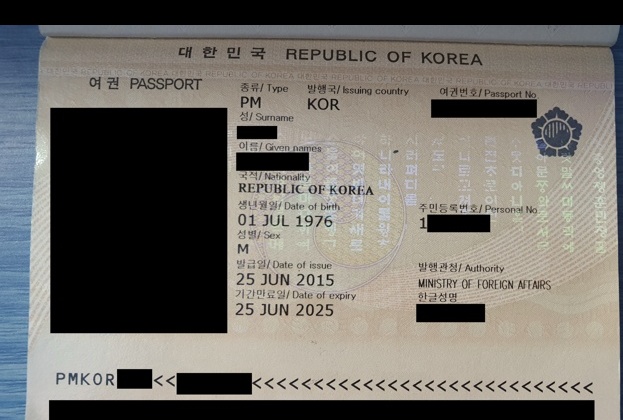 대한민국 REPUBLIC OF KOREA
여권 PASSPORT
종류/ Type 발행국/ Issuing country 여권번호/ Passport No
PM KOR
성/ Surname
이름/ Given names
국적/ Nationality
REPUBLIC OF KOREA
생년월일/ Date of birth 주민등록번호/ Personal No.
01 JUL 1976 1
성별/ Sex
M
발급일/ Date of issue 발행관청/ Authority
25 JUN 2015 MINISTRY OF FOREIGN AFFAIRS
기간만료일/ Date of expiry 한글성명
25 JUN 2025
PMKOR <<<<<<<<<<<<<<<<<<<<<<<<<<<<<<